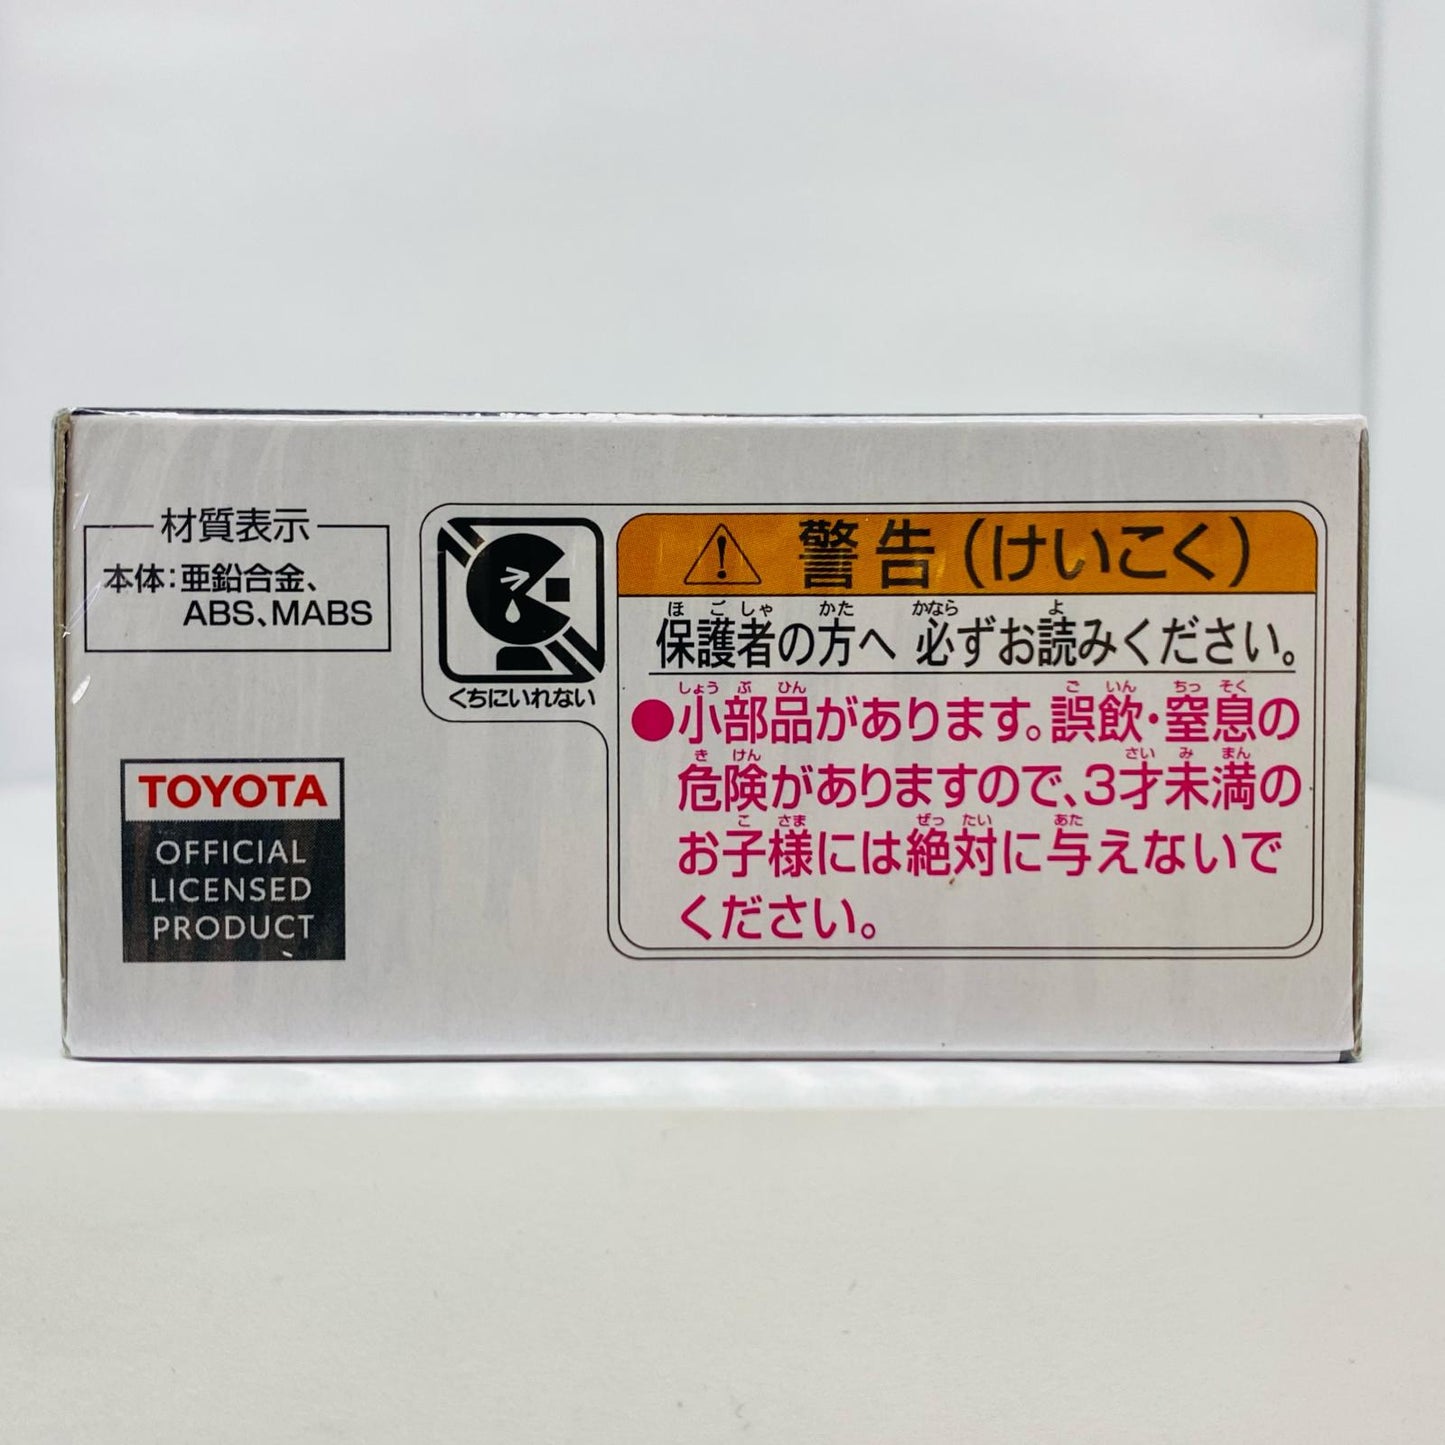 材質表示
本体:亜鉛合金、
ABS、MABS
TOYOTA
OFFICIAL
LICENSED
PRODUCT
くちにいれない
警告(けいこく)
ほごしゃ かた かなら よ
保護者の方へ 必ずお読みください。
しょうぶひん ごいん ちっそく
●小部品があります。誤飲・窒息の
きけん さいみまん
危険がありますので、3才未満の
こさま ぜったい あた
お子様には絶対に与えないで
ください。